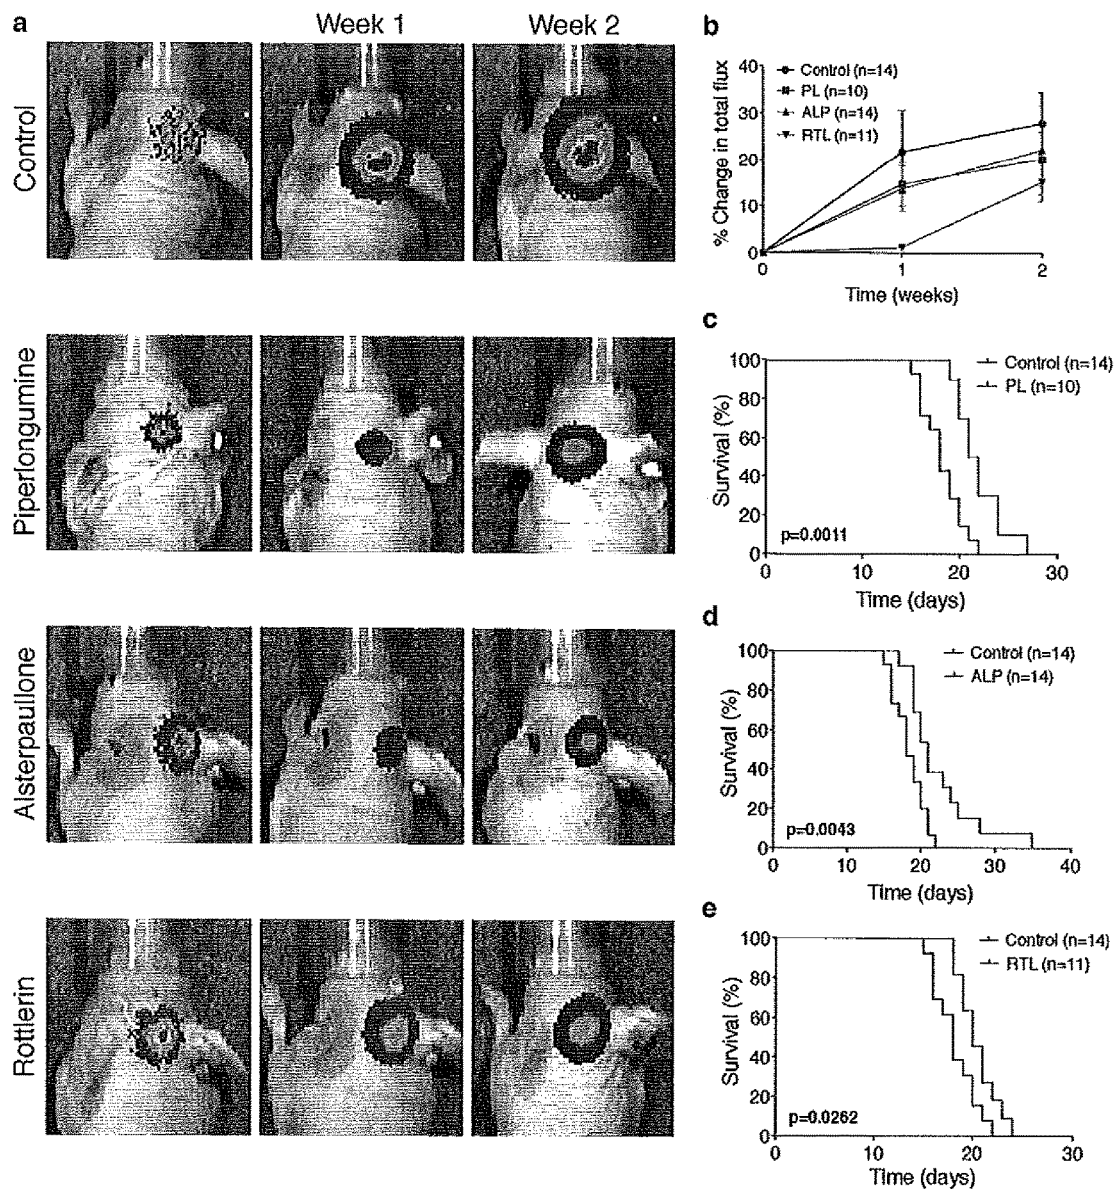 a
Week 1
Week 2
Control
Piperlongumine
Alsterpaullone
Rottlerin
b
% Change in total flux
40
30
20
10
0
Control (n=14)
PL (n=10)
ALP (n=14)
RTL (n=11)
0
1
2
Time (weeks)
c
Survival (%)
100
80
60
40
20
0
Control (n=14)
PL (n=10)
p=0.0011
0
10
20
30
Time (days)
d
Survival (%)
100
80
60
40
20
0
Control (n=14)
ALP (n=14)
p=0.0043
0
10
20
30
40
Time (days)
e
Survival (%)
100
80
60
40
20
0
Control (n=14)
RTL (n=11)
p=0.0262
0
10
20
30
Time (days)